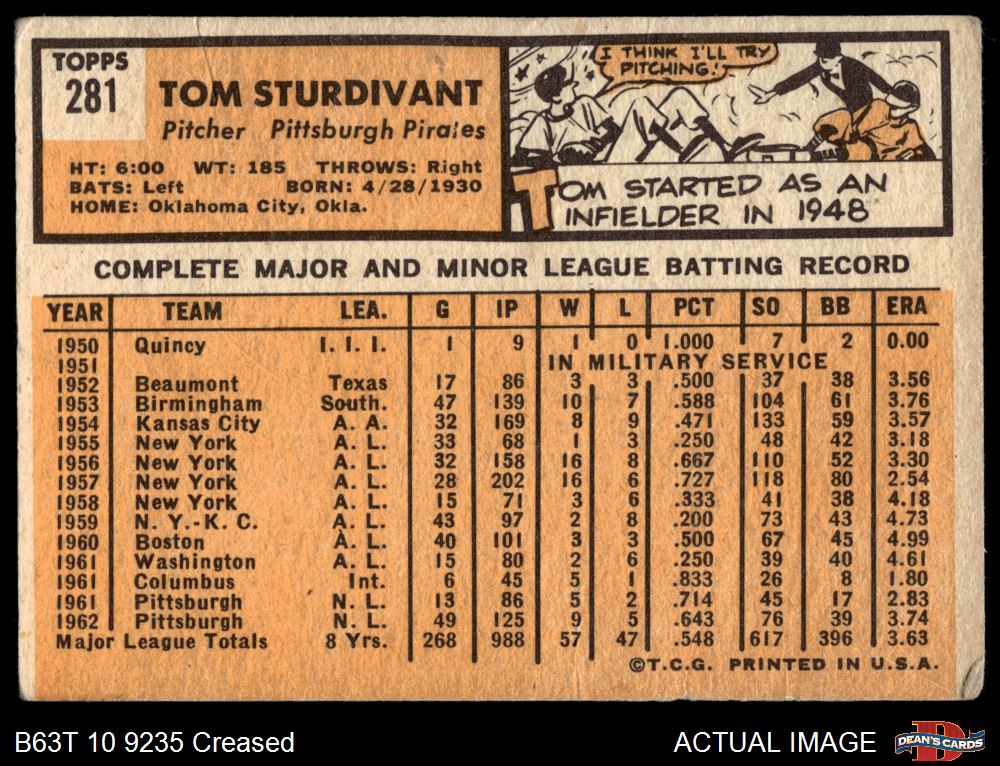 TOPPS
281
TOM STURDIVANT
Pitcher Pittsburgh Pirates
HT: 6:00 WT: 185 THROWS: Right
BATS: Left BORN: 4/28/1930
HOME: Oklahoma City, Okla.
I THINK I'LL TRY
PITCHING!
TOM STARTED AS AN
INFIELDER IN 1948
COMPLETE MAJOR AND MINOR LEAGUE BATTING RECORD
YEAR TEAM LEA. G IP W L PCT SO BB ERA
1950 Quincy I. I. I. 1 9 1 0 1.000 7 2 0.00
1951 IN MILITARY SERVICE
1952 Beaumont Texas 17 86 3 3 .500 37 38 3.56
1953 Birmingham South. 47 139 10 7 .588 104 61 3.76
1954 Kansas City A. A. 32 169 8 9 .471 133 59 3.57
1955 New York A. L. 33 68 1 3 .250 48 42 3.18
1956 New York A. L. 32 158 16 8 .667 110 52 3.30
1957 New York A. L. 28 202 16 6 .727 118 80 2.54
1958 New York A. L. 15 71 3 6 .333 41 38 4.18
1959 N. Y.-K. C. A. L. 43 97 2 8 .200 73 43 4.73
1960 Boston A. L. 40 101 3 3 .500 67 45 4.99
1961 Washington A. L. 15 80 2 6 .250 39 40 4.61
1961 Columbus Int. 6 45 5 1 .833 26 8 1.80
1961 Pittsburgh N. L. 13 86 5 2 .714 45 17 2.83
1962 Pittsburgh N. L. 49 125 9 5 .643 76 39 3.74
Major League Totals 8 Yrs. 268 988 57 47 .548 617 396 3.63
©T.C.G. PRINTED IN U.S.A.
B63T 10 9235 Creased
ACTUAL IMAGE
DEAN'S CARDS